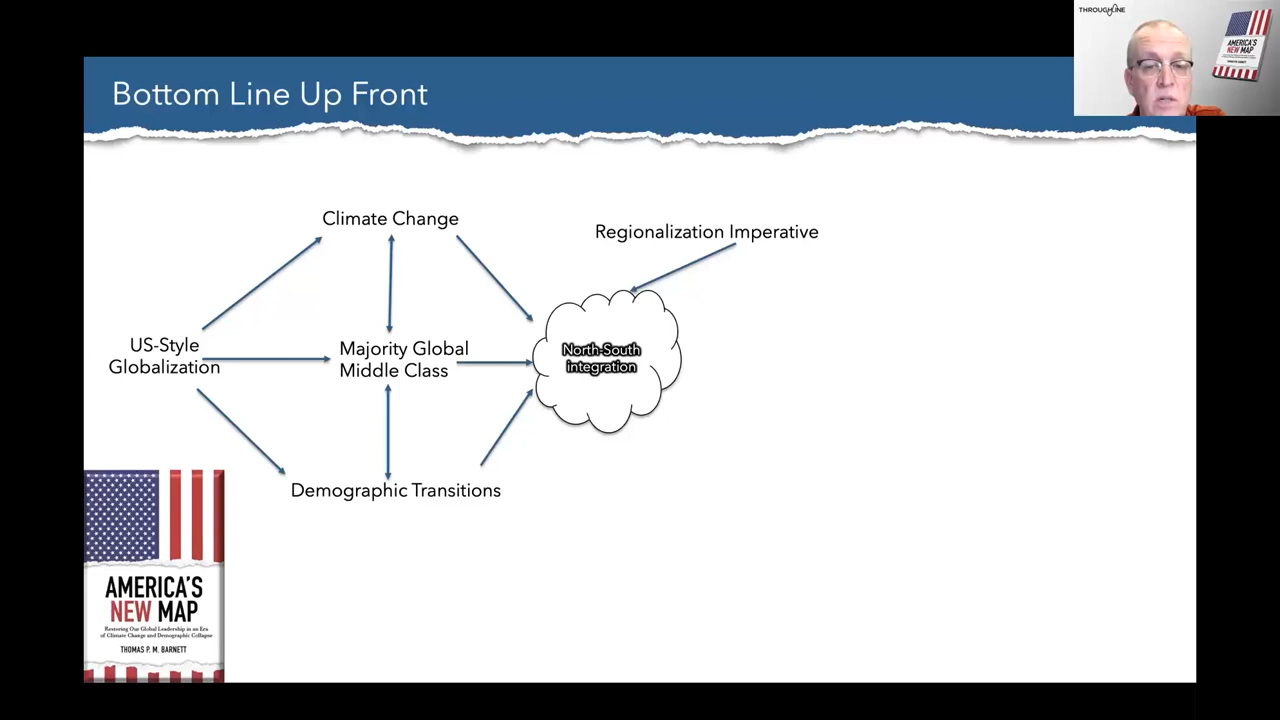 THROUGHLINE
AMERICA'S
NEW MAP
Bottom Line Up Front
Climate Change
Regionalization Imperative
US-Style
Globalization
Majority Global
Middle Class
North-South
integration
Demographic Transitions
AMERICA'S
NEW MAP
Restoring Our Global Leadership in an Era
of Climate Change and Demographic Collapse
THOMAS P. M. BARNETT